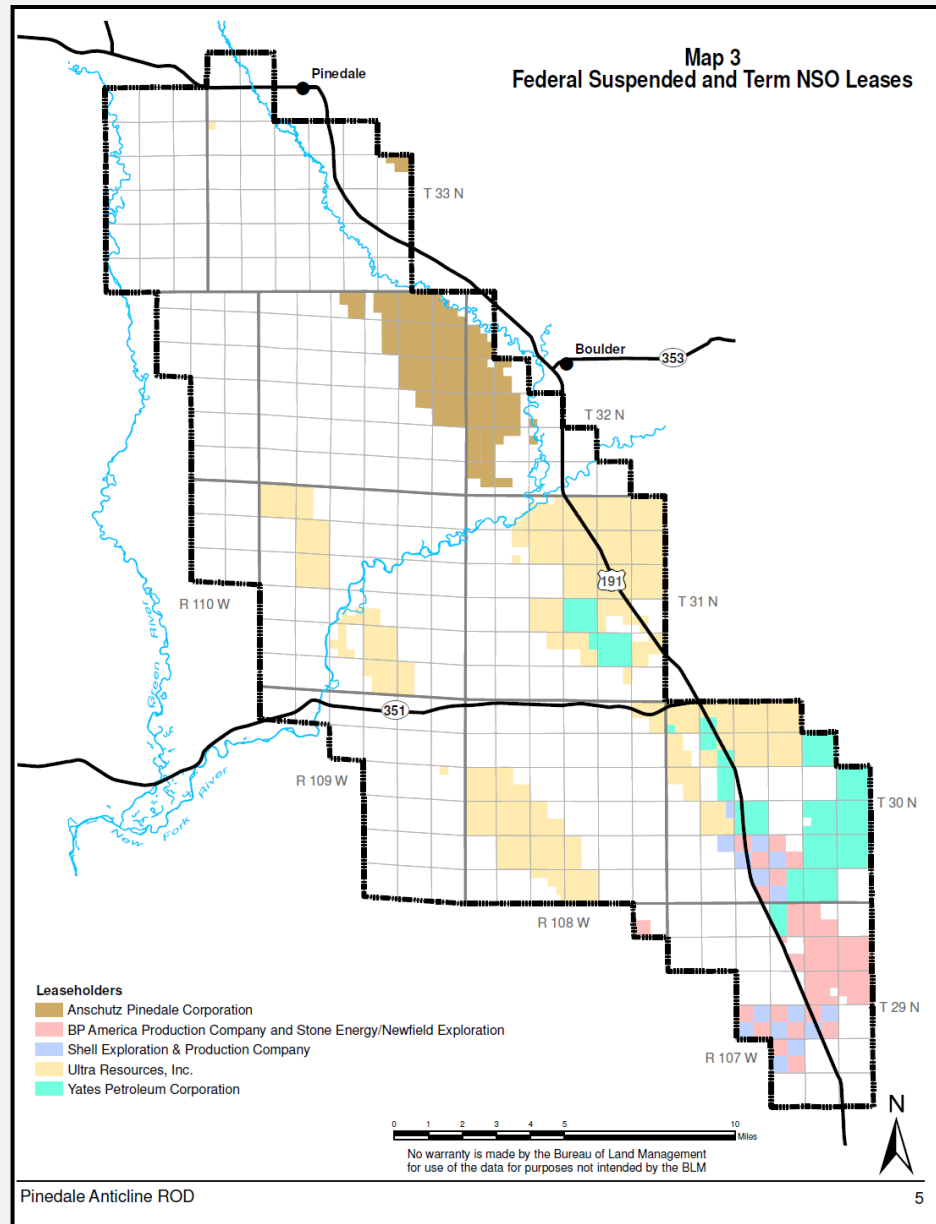 Map 3
Federal Suspended and Term NSO Leases
Pinedale
T 33 N
Boulder
353
T 32 N
191
R 110 W
T 31 N
Green River
351
R 109 W
New Fork River
T 30 N
R 108 W
T 29 N
R 107 W
Leaseholders
Anschutz Pinedale Corporation
BP America Production Company and Stone Energy/Newfield Exploration
Shell Exploration & Production Company
Ultra Resources, Inc.
Yates Petroleum Corporation
N
0 1 2 3 4 5 10
Miles
No warranty is made by the Bureau of Land Management
for use of the data for purposes not intended by the BLM
Pinedale Anticline ROD 5